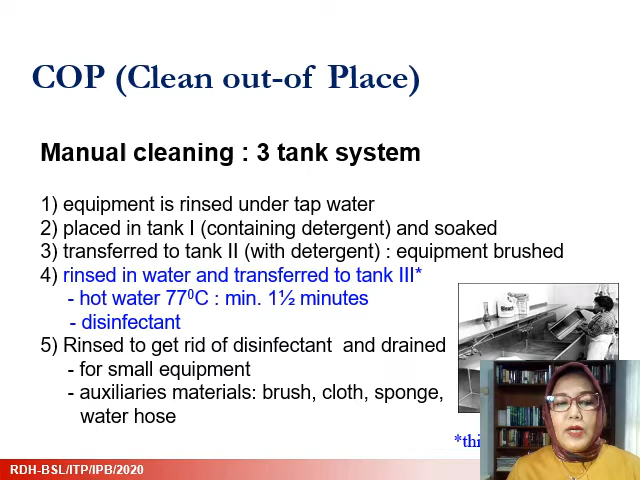 COP (Clean out-of Place)
Manual cleaning : 3 tank system
1) equipment is rinsed under tap water
2) placed in tank I (containing detergent) and soaked
3) transferred to tank II (with detergent) : equipment brushed
4) rinsed in water and transferred to tank III*
- hot water 77⁰C : min. 1½ minutes
- disinfectant
5) Rinsed to get rid of disinfectant and drained
- for small equipment
- auxiliaries materials: brush, cloth, sponge,
water hose
Bleach
RDH-BSL/ITP/IPB/2020